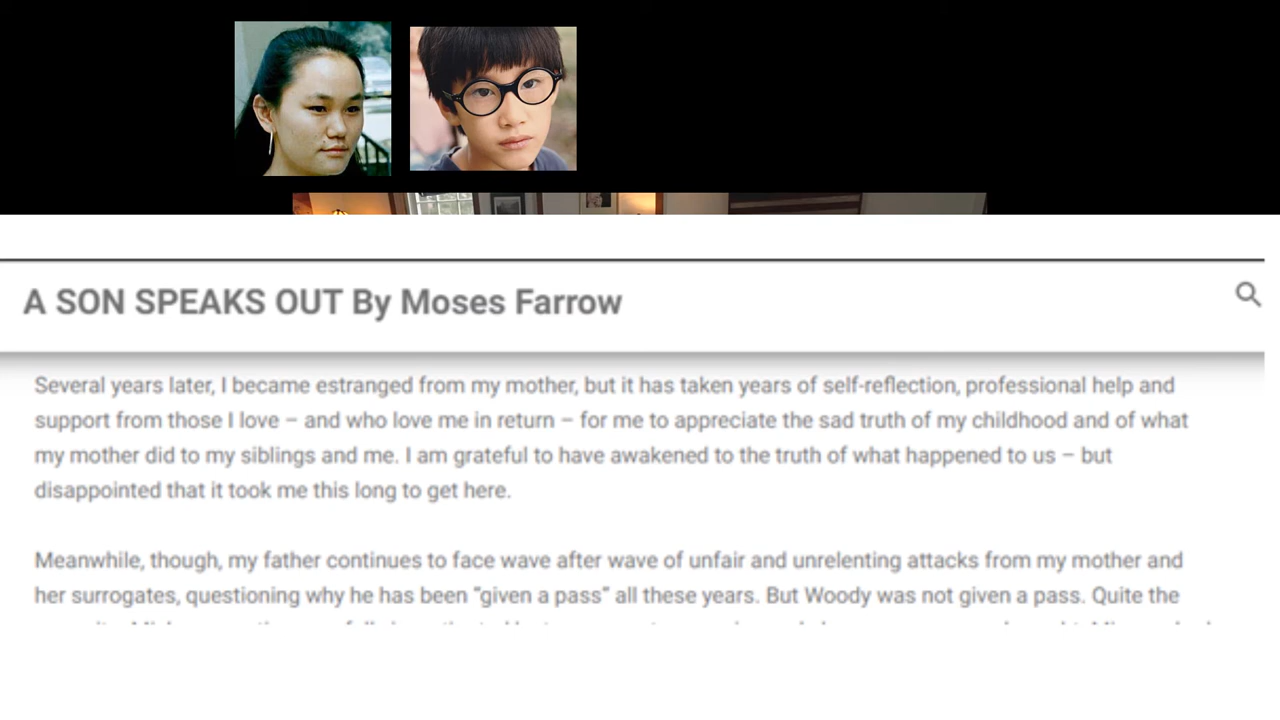 A SON SPEAKS OUT By Moses Farrow
Several years later, I became estranged from my mother, but it has taken years of self-reflection, professional help and
support from those I love – and who love me in return – for me to appreciate the sad truth of my childhood and of what
my mother did to my siblings and me. I am grateful to have awakened to the truth of what happened to us – but
disappointed that it took me this long to get here.
Meanwhile, though, my father continues to face wave after wave of unfair and unrelenting attacks from my mother and
her surrogates, questioning why he has been “given a pass” all these years. But Woody was not given a pass. Quite the